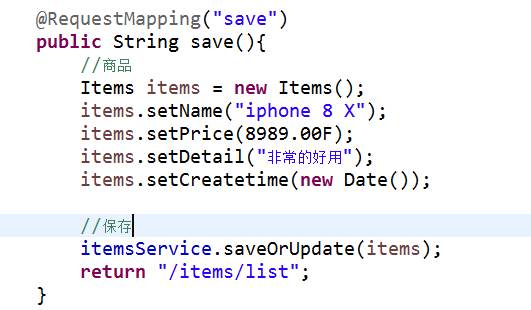 @RequestMapping("save")
public String save(){
//商品
Items items = new Items();
items.setName("iphone 8 X");
items.setPrice(8989.00F);
items.setDetail("非常的好用");
items.setCreatetime(new Date());
//保存
itemsService.saveOrUpdate(items);
return "/items/list";
}